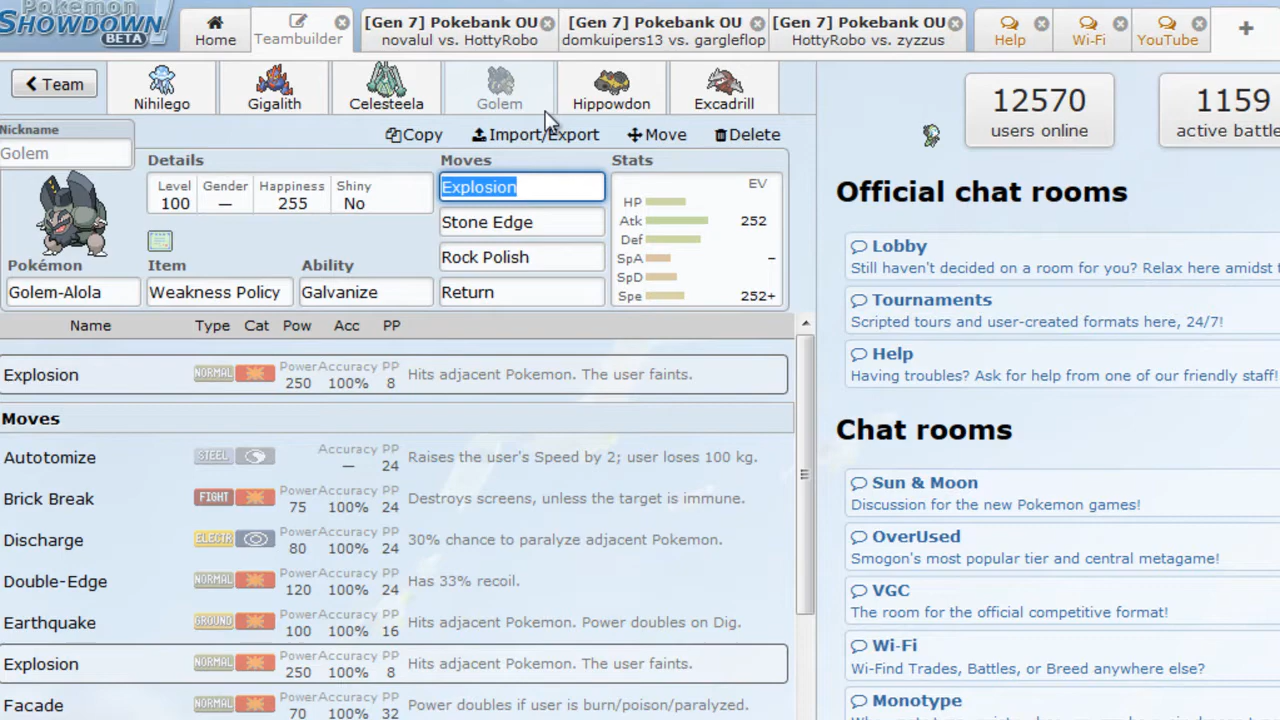 Pokémon
SHOWDOWN
BETA
Home
Teambuilder
[Gen 7] Pokebank OU
novalul vs. HottyRobo
[Gen 7] Pokebank OU
domkuipers13 vs. gargleflop
[Gen 7] Pokebank OU
HottyRobo vs. zyzzus
Help
Wi-Fi
YouTube
+
Team
Nihilego
Gigalith
Celesteela
Golem
Hippowdon
Excadrill
12570
users online
1159
active battle
Copy
Import/Export
Move
Delete
Nickname
Golem
Details
Level
100
Gender
—
Happiness
255
Shiny
No
Pokémon
Golem-Alola
Item
Weakness Policy
Ability
Galvanize
Moves
Explosion
Stone Edge
Rock Polish
Return
Stats
EV
HP
Atk 252
Def
SpA –
SpD
Spe 252+
Name Type Cat Pow Acc PP
Explosion NORMAL Power 250 Accuracy 100% PP 8 Hits adjacent Pokemon. The user faints.
Moves
Autotomize STEEL Accuracy — PP 24 Raises the user's Speed by 2; user loses 100 kg.
Brick Break FIGHT Power 75 Accuracy 100% PP 24 Destroys screens, unless the target is immune.
Discharge ELECTR Power 80 Accuracy 100% PP 24 30% chance to paralyze adjacent Pokemon.
Double-Edge NORMAL Power 120 Accuracy 100% PP 24 Has 33% recoil.
Earthquake GROUND Power 100 Accuracy 100% PP 16 Hits adjacent Pokemon. Power doubles on Dig.
Explosion NORMAL Power 250 Accuracy 100% PP 8 Hits adjacent Pokemon. The user faints.
Facade NORMAL Power 70 Accuracy 100% PP 32 Power doubles if user is burn/poison/paralyzed.
Official chat rooms
Lobby
Still haven't decided on a room for you? Relax here amidst t
Tournaments
Scripted tours and user-created formats here, 24/7!
Help
Having troubles? Ask for help from one of our friendly staff!
Chat rooms
Sun & Moon
Discussion for the new Pokemon games!
OverUsed
Smogon's most popular tier and central metagame!
VGC
The room for the official competitive format!
Wi-Fi
Wi-Find Trades, Battles, or Breed anywhere else?
Monotype